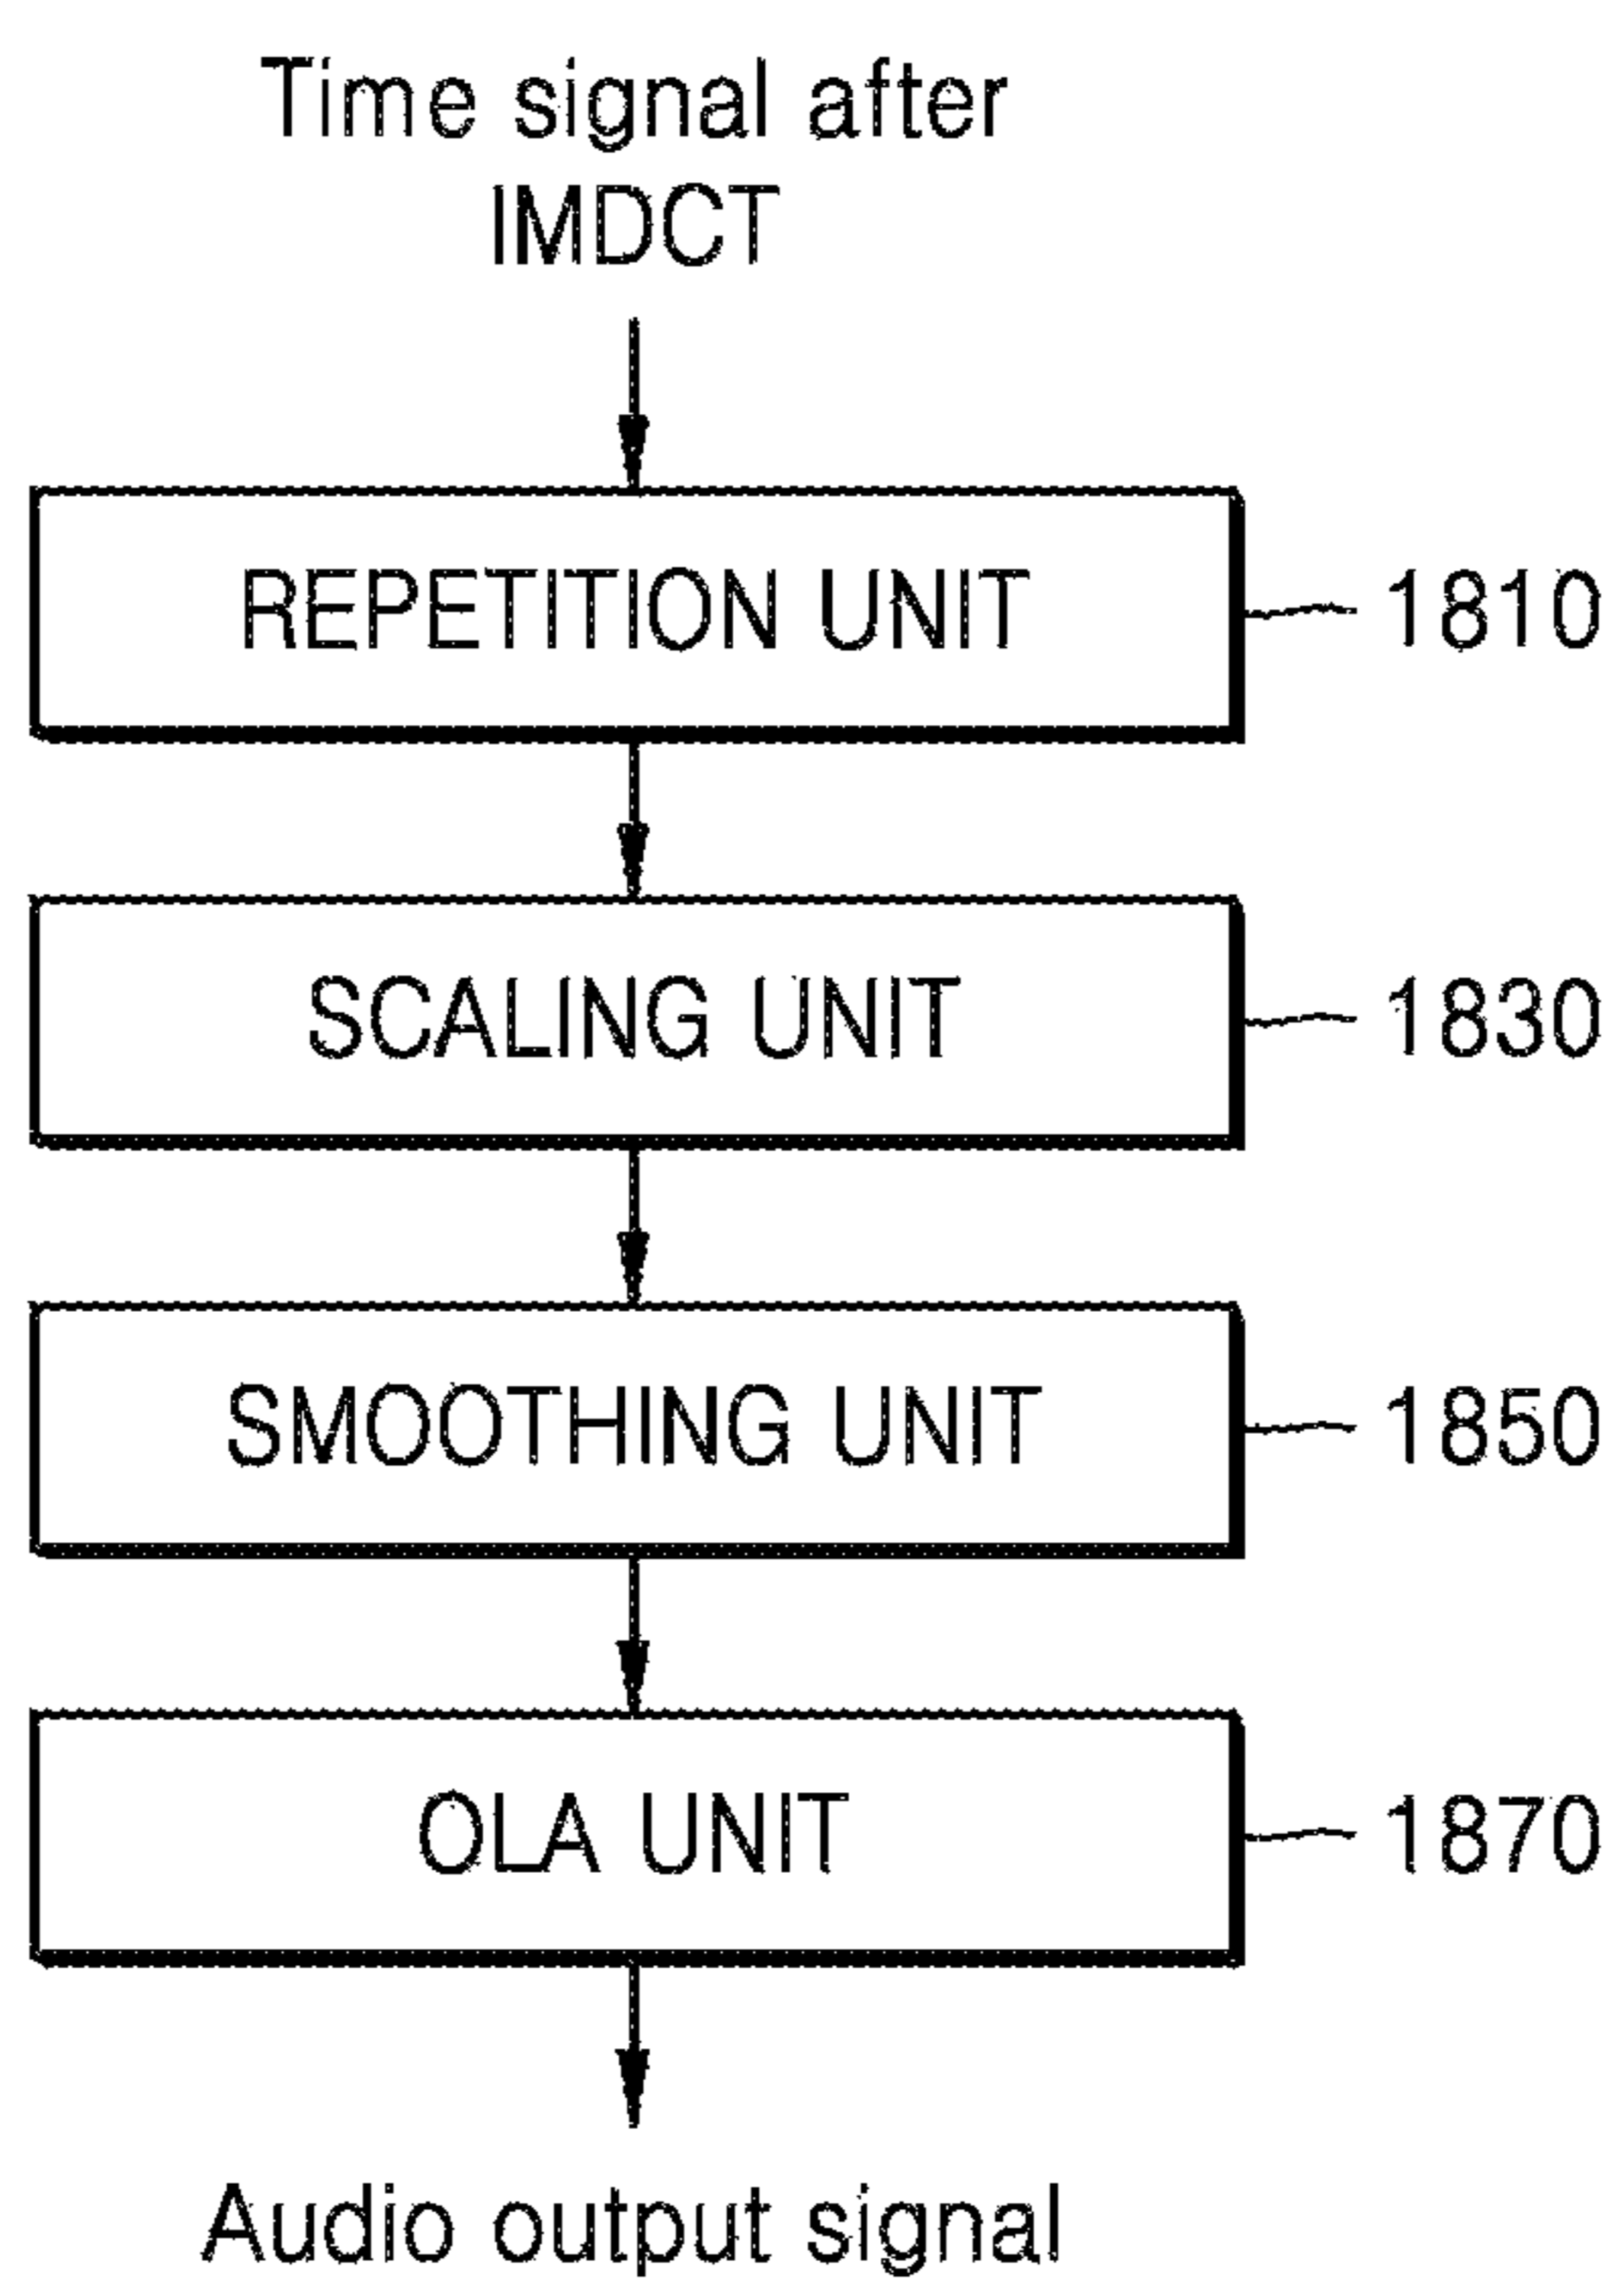 Time signal after
IMDCT
REPETITION UNIT
1810
SCALING UNIT
1830
SMOOTHING UNIT
1850
OLA UNIT
1870
Audio output signal